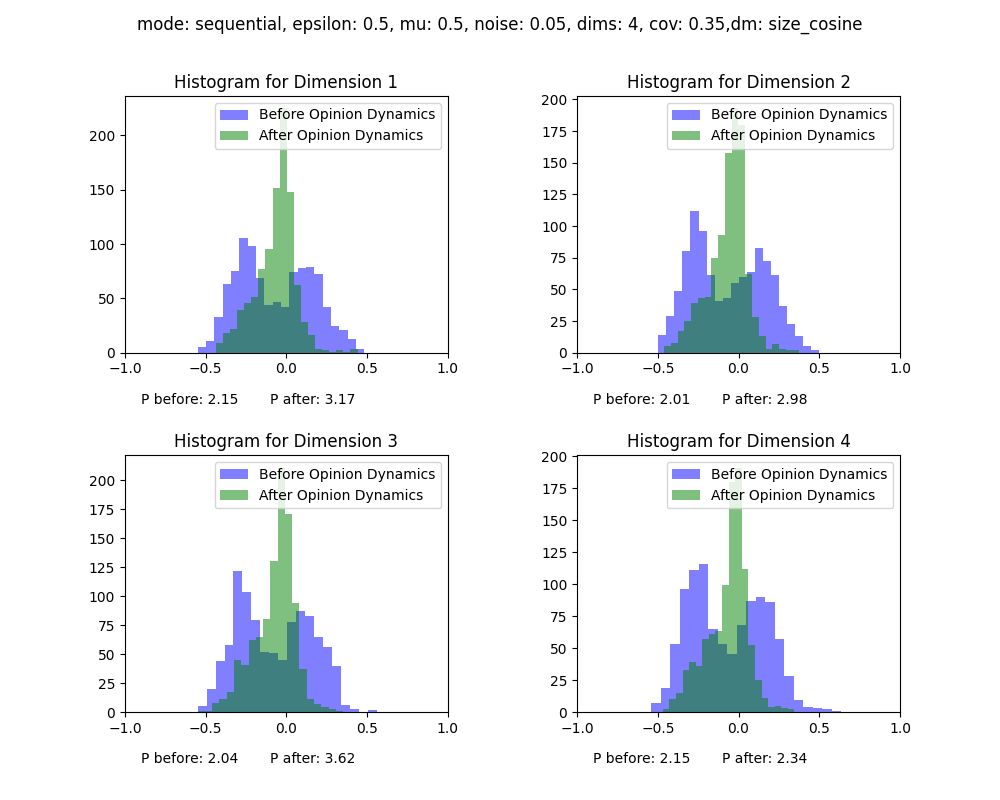 mode: sequential, epsilon: 0.5, mu: 0.5, noise: 0.05, dims: 4, cov: 0.35,dm: size_cosine
Histogram for Dimension 1
Before Opinion Dynamics
After Opinion Dynamics
200
150
100
50
0
−1.0 −0.5 0.0 0.5 1.0
P before: 2.15 P after: 3.17
Histogram for Dimension 2
Before Opinion Dynamics
After Opinion Dynamics
200
175
150
125
100
75
50
25
0
−1.0 −0.5 0.0 0.5 1.0
P before: 2.01 P after: 2.98
Histogram for Dimension 3
Before Opinion Dynamics
After Opinion Dynamics
200
175
150
125
100
75
50
25
0
−1.0 −0.5 0.0 0.5 1.0
P before: 2.04 P after: 3.62
Histogram for Dimension 4
Before Opinion Dynamics
After Opinion Dynamics
200
175
150
125
100
75
50
25
0
−1.0 −0.5 0.0 0.5 1.0
P before: 2.15 P after: 2.34